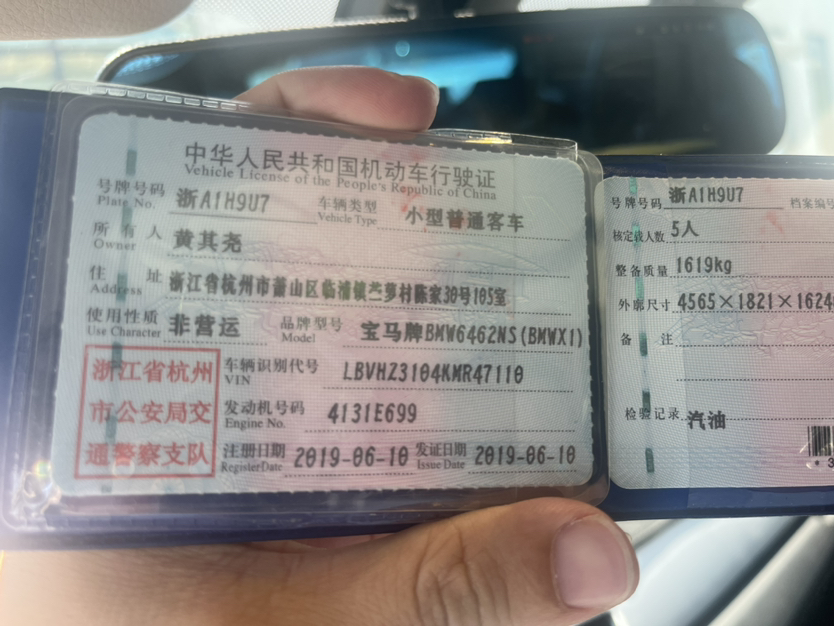 中华人民共和国机动车行驶证
Vehicle License of the People's Republic of China
号牌号码 浙A1H9U7 车辆类型 小型普通客车
Plate No. Vehicle Type
所有人 黄其尧
Owner
住址 浙江省杭州市萧山区临浦镇苎萝村陈家30号105室
Address
使用性质 非营运 品牌型号 宝马牌BMW6462NS(BMWX1)
Use Character Model
浙江省杭州
市公安局交
通警察支队
车辆识别代号 LBVHZ3104KMR47110
VIN
发动机号码 4131E699
Engine No.
注册日期 2019-06-10 发证日期 2019-06-10
Register Date Issue Date
号牌号码 浙A1H9U7 档案编号
核定载人数 5人
整备质量 1619kg
外廓尺寸 4565×1821×1624
备注
检验记录 汽油